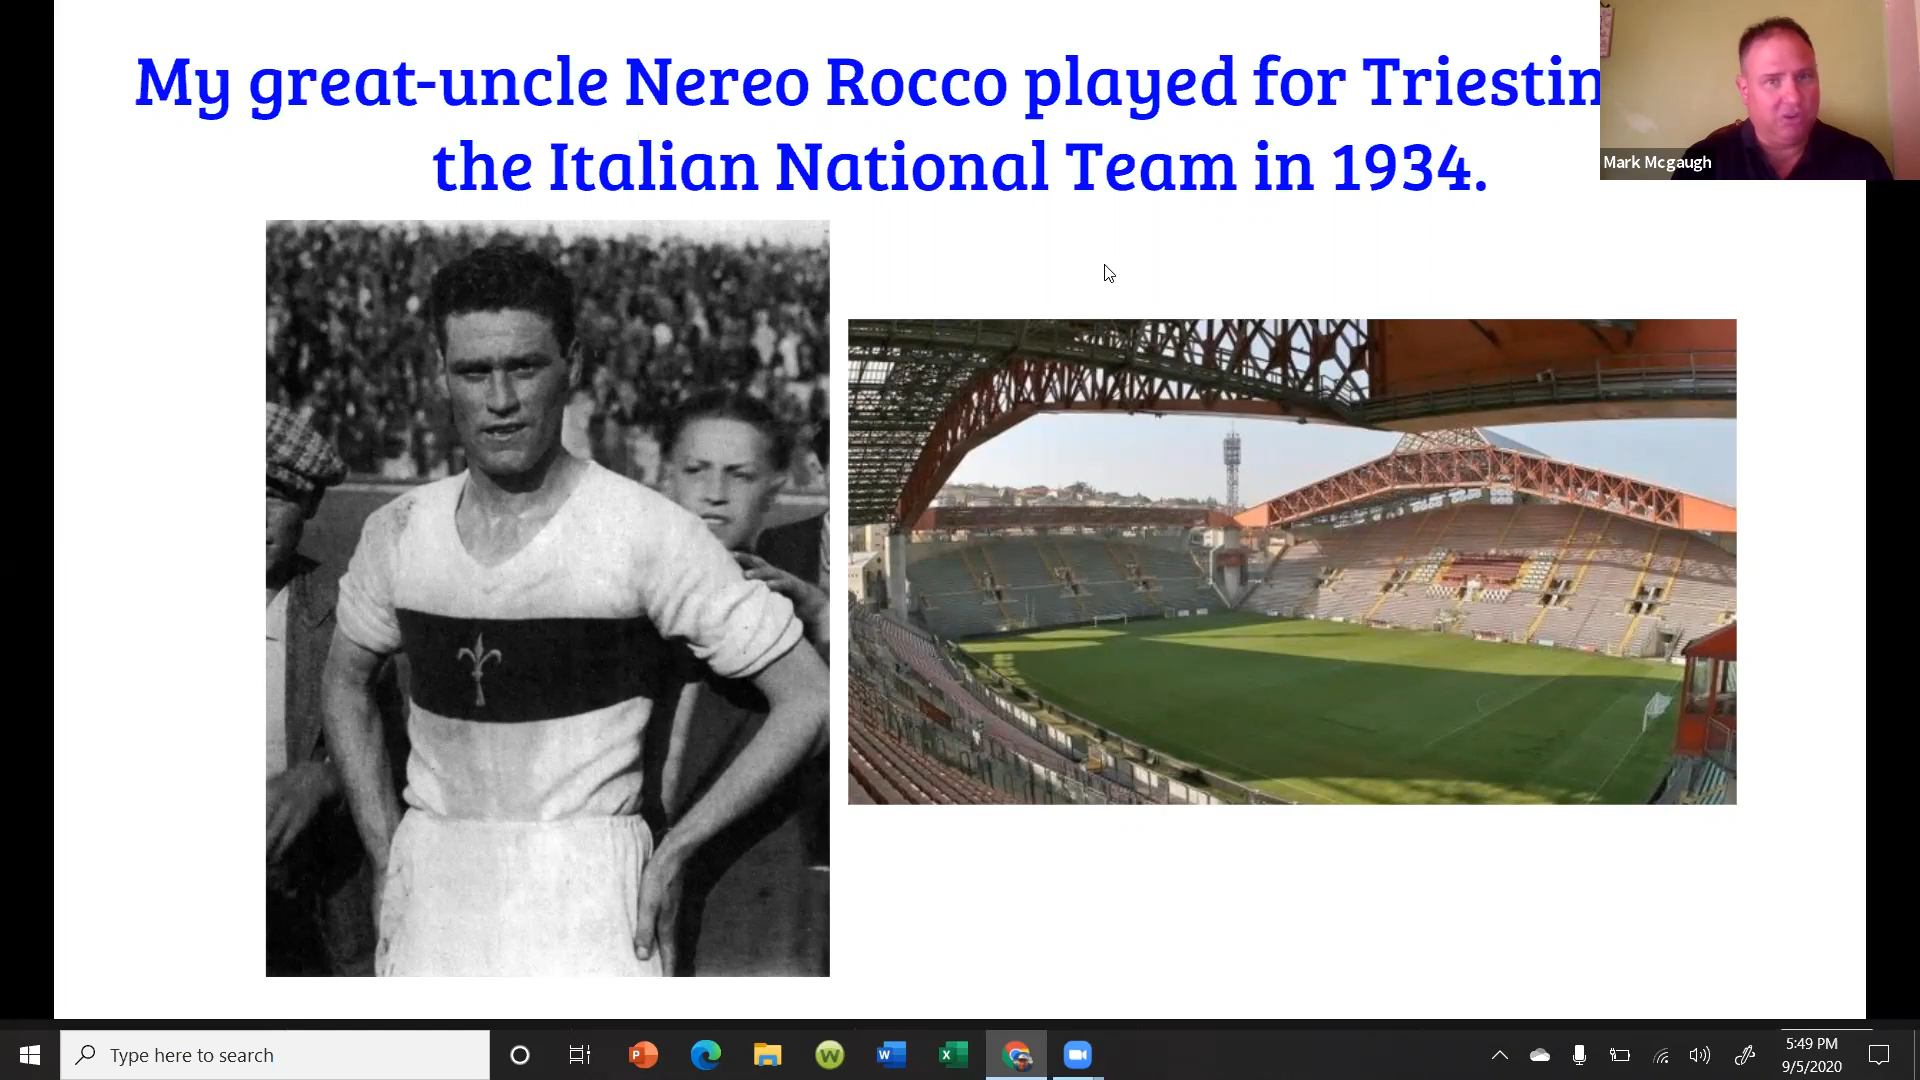 My great-uncle Nereo Rocco played for Triestin
the Italian National Team in 1934.
Mark Mcgaugh
Type here to search
5:49 PM
9/5/2020